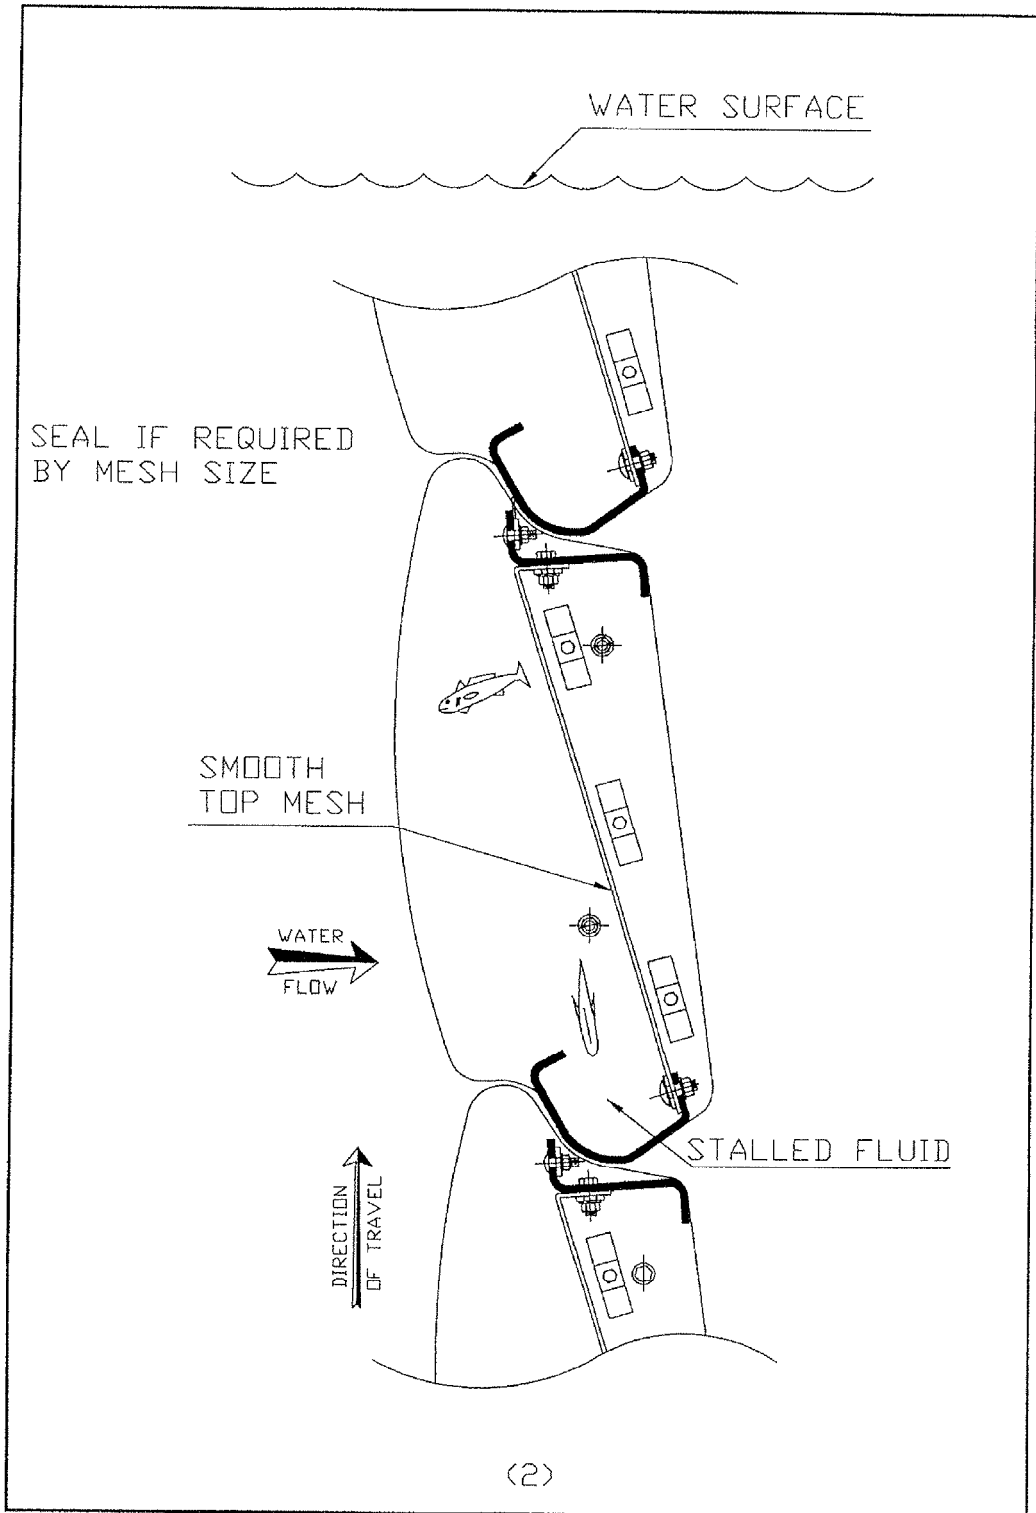 WATER SURFACE
SEAL IF REQUIRED
BY MESH SIZE
SMOOTH
TOP MESH
WATER
FLOW
STALLED FLUID
DIRECTION
OF TRAVEL
(2)